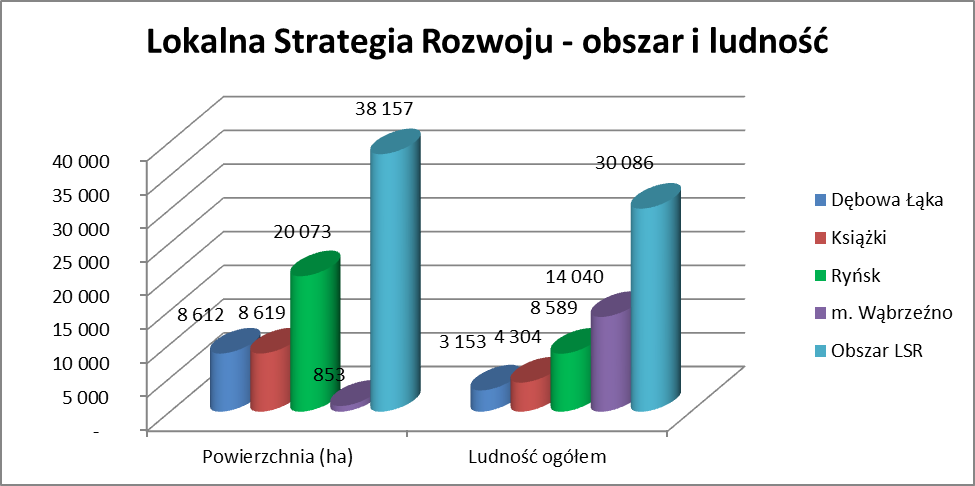 Lokalna Strategia Rozwoju - obszar i ludność
40 000
35 000
30 000
25 000
20 000
15 000
10 000
5 000
-
8 612
8 619
20 073
853
38 157
3 153
4 304
8 589
14 040
30 086
Powierzchnia (ha)
Ludność ogółem
Dębowa Łąka
Książki
Ryńsk
m. Wąbrzeźno
Obszar LSR